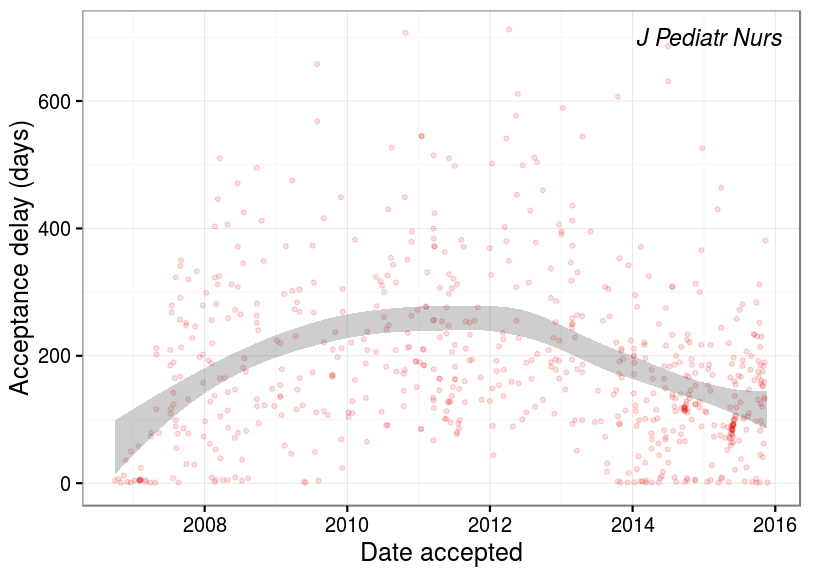 J Pediatr Nurs
Acceptance delay (days)
600
400
200
0
2008 2010 2012 2014 2016
Date accepted